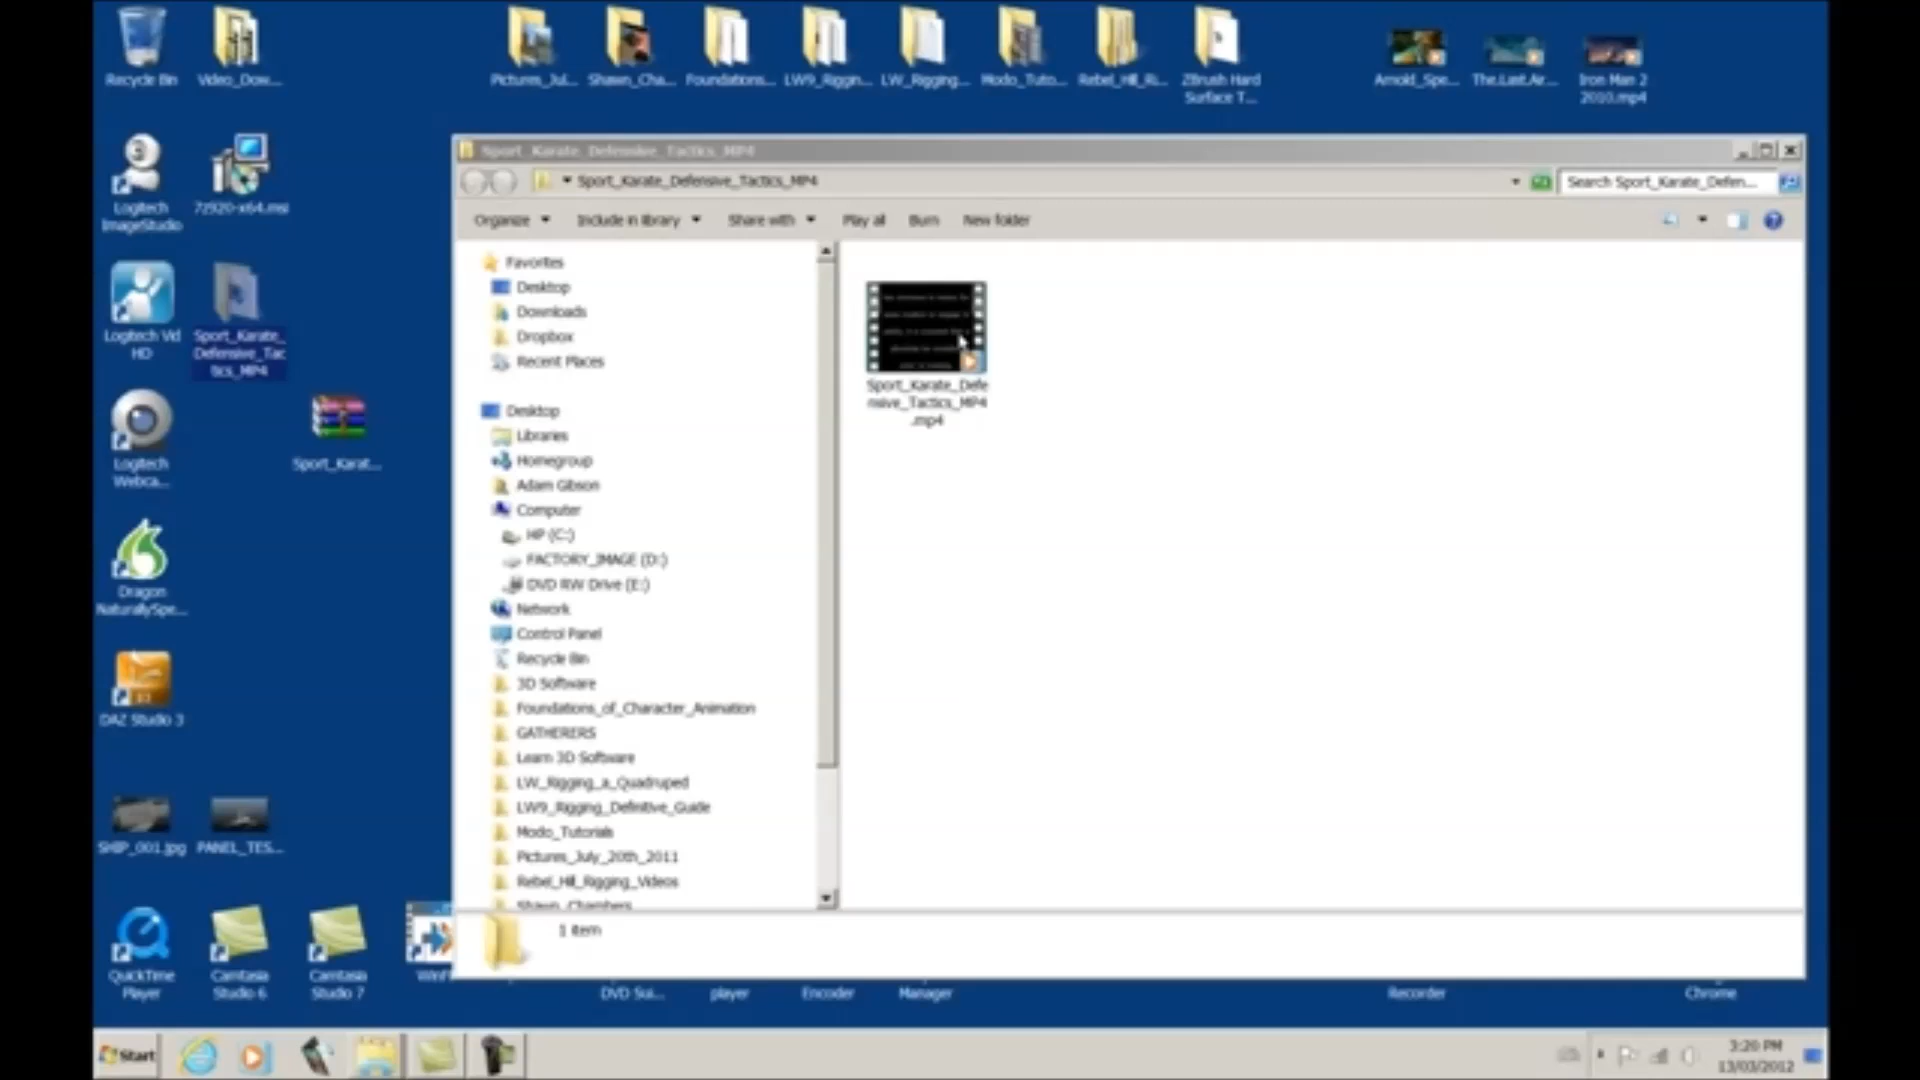 Recycle Bin
Video_Dow...
Pictures_Jul...
Shawn_Cha...
Foundations...
LW9_Riggin...
LW_Rigging...
Modo_Tuto...
Rebel_Hill_Ri...
ZBrush Hard
Surface T...
Arnold_Spe...
The.Last.Air...
Iron Man 2
2010.mp4
Logitech
ImageStudio
72920-x64.msi
Logitech Vid
HD
Sport_Karate_
Defensive_Tac
tics_MP4
Logitech
Webca...
Sport_Karat...
Dragon
NaturallySpe...
DAZ Studio 3
SHIP_001.jpg
PANEL_TES...
QuickTime
Player
Camtasia
Studio 6
Camtasia
Studio 7
Sport_Karate_Defensive_Tactics_MP4
Sport_Karate_Defensive_Tactics_MP4
Search Sport_Karate_Defen...
Organize
Include in library
Share with
Play all
Burn
New folder
Favorites
Desktop
Downloads
Dropbox
Recent Places
Desktop
Libraries
Homegroup
Adam Gibson
Computer
HP (C:)
FACTORY_IMAGE (D:)
DVD RW Drive (E:)
Network
Control Panel
Recycle Bin
3D Software
Foundations_of_Character_Animation
GATHERERS
Learn 3D Software
LW_Rigging_a_Quadruped
LW9_Rigging_Definitive_Guide
Modo_Tutorials
Pictures_July_20th_2011
Rebel_Hill_Rigging_Videos
Shawn_Chambers
Sport_Karate_Defe
nsive_Tactics_MP4
.mp4
1 item
DVD Sui...
player
Encoder
Manager
Recorder
Chrome
Start
3:20 PM
13/03/2012